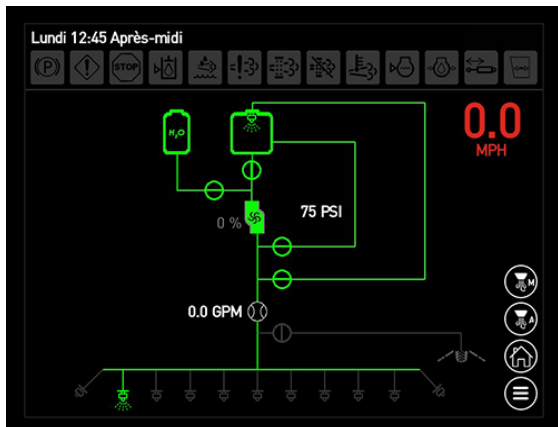 Lundi 12:45 Après-midi
(P)
STOP
0.0
MPH
H₂O
75 PSI
0 %
0.0 GPM
M
A